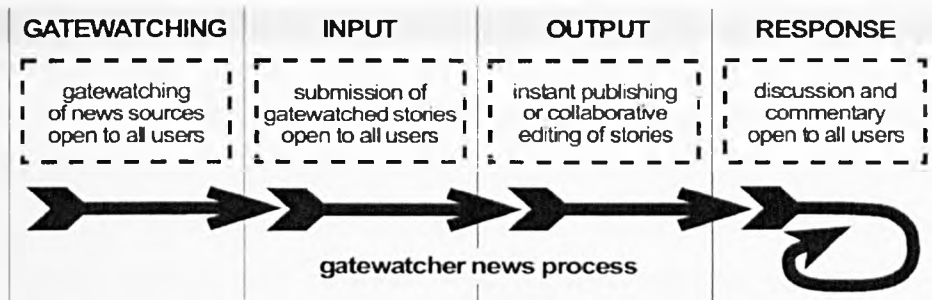 GATEWATCHING
gatewatching
of news sources
open to all users
INPUT
submission of
gatewatched stories
open to all users
OUTPUT
instant publishing
or collaborative
editing of stories
RESPONSE
discussion and
commentary
open to all users
gatewatcher news process